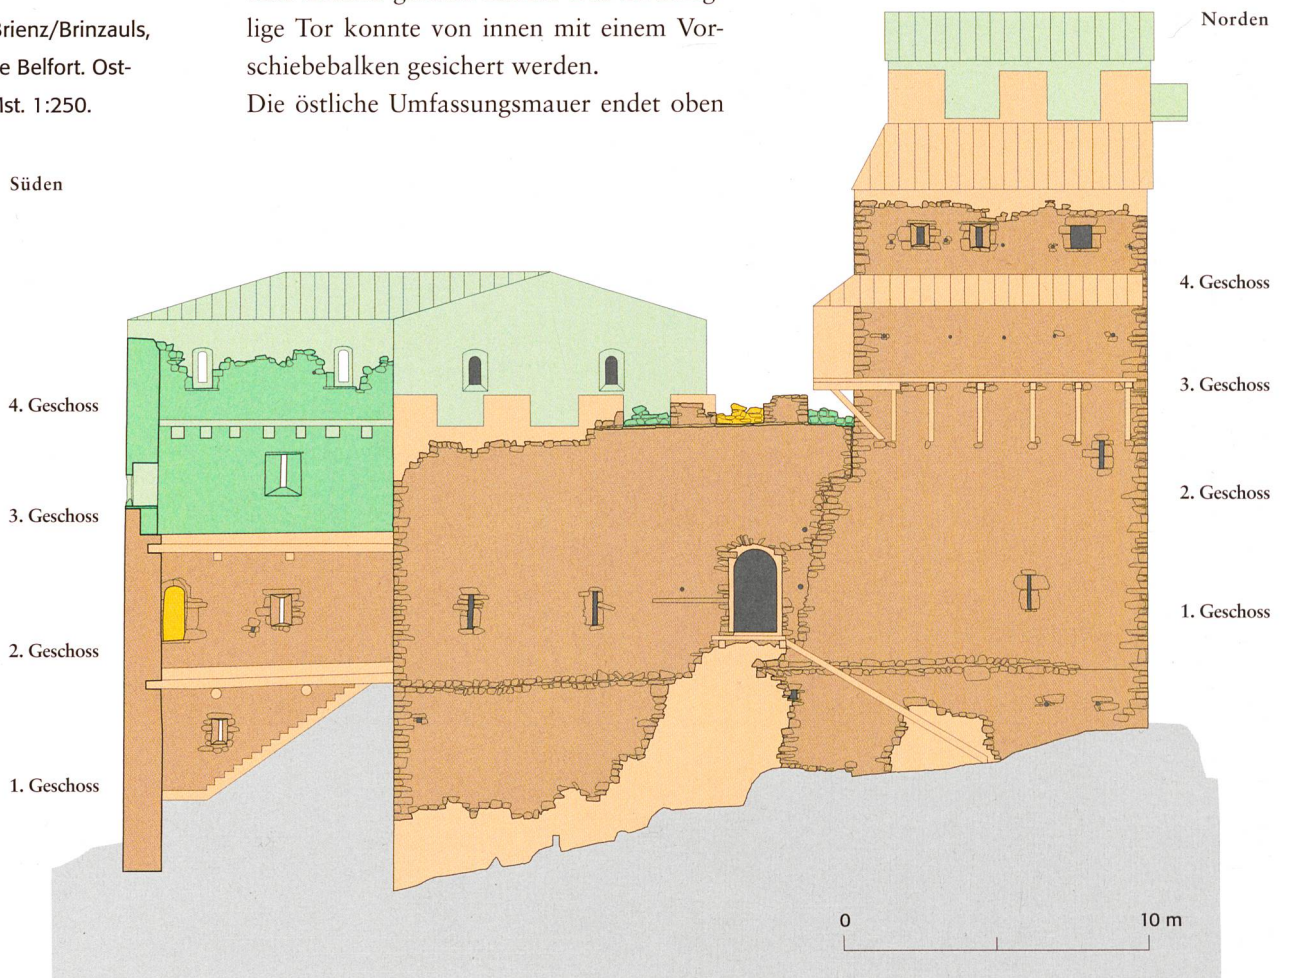 Brienz/Brinzauls,
e Belfort. Ost-
Mst. 1:250.
lige Tor konnte von innen mit einem Vor-
schiebebalken gesichert werden.
Die östliche Umfassungsmauer endet oben
Norden
Süden
4. Geschoss
3. Geschoss
2. Geschoss
1. Geschoss
4. Geschoss
3. Geschoss
2. Geschoss
1. Geschoss
0 10 m